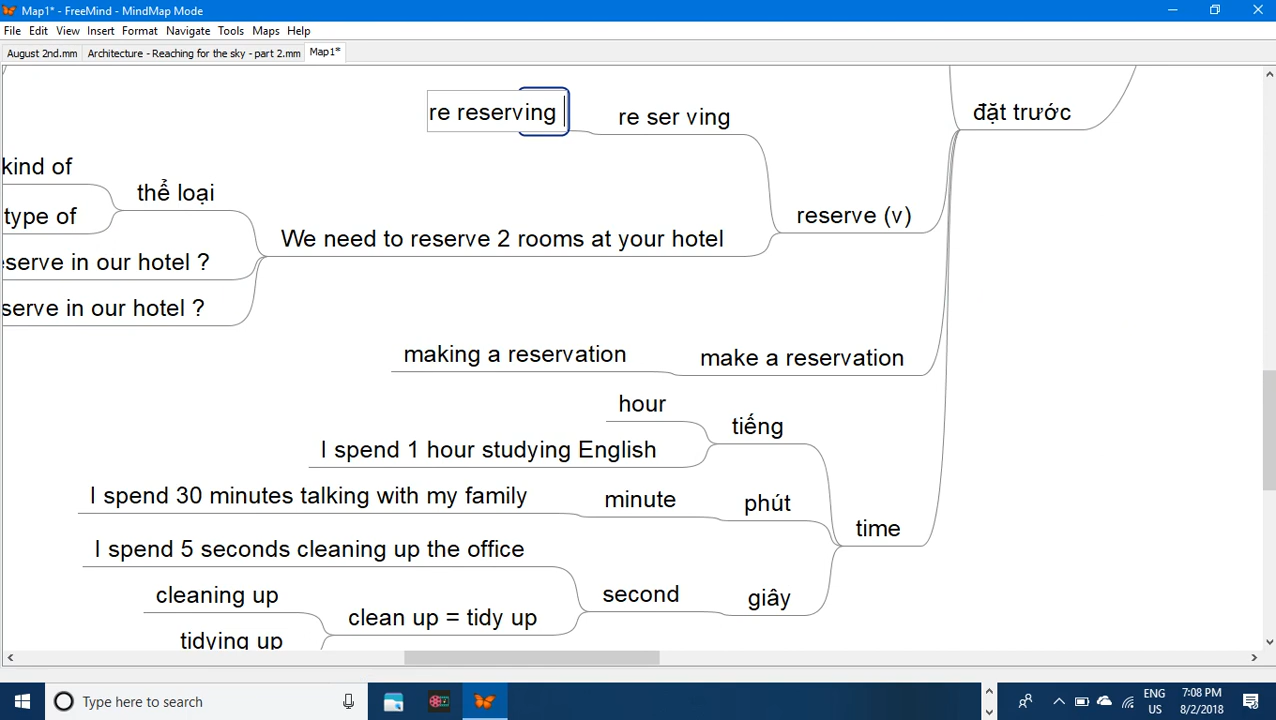 Map1* - FreeMind - MindMap Mode
File Edit View Insert Format Navigate Tools Maps Help
August 2nd.mm Architecture - Reaching for the sky - part 2.mm Map1*
re reserving re ser ving đặt trước
kind of thể loại
type of reserve (v)
We need to reserve 2 rooms at your hotel
eserve in our hotel ?
serve in our hotel ?
making a reservation make a reservation
hour tiếng
I spend 1 hour studying English
I spend 30 minutes talking with my family minute phút
time
I spend 5 seconds cleaning up the office
cleaning up second giây
clean up = tidy up
tidying up
Type here to search ENG US 7:08 PM 8/2/2018